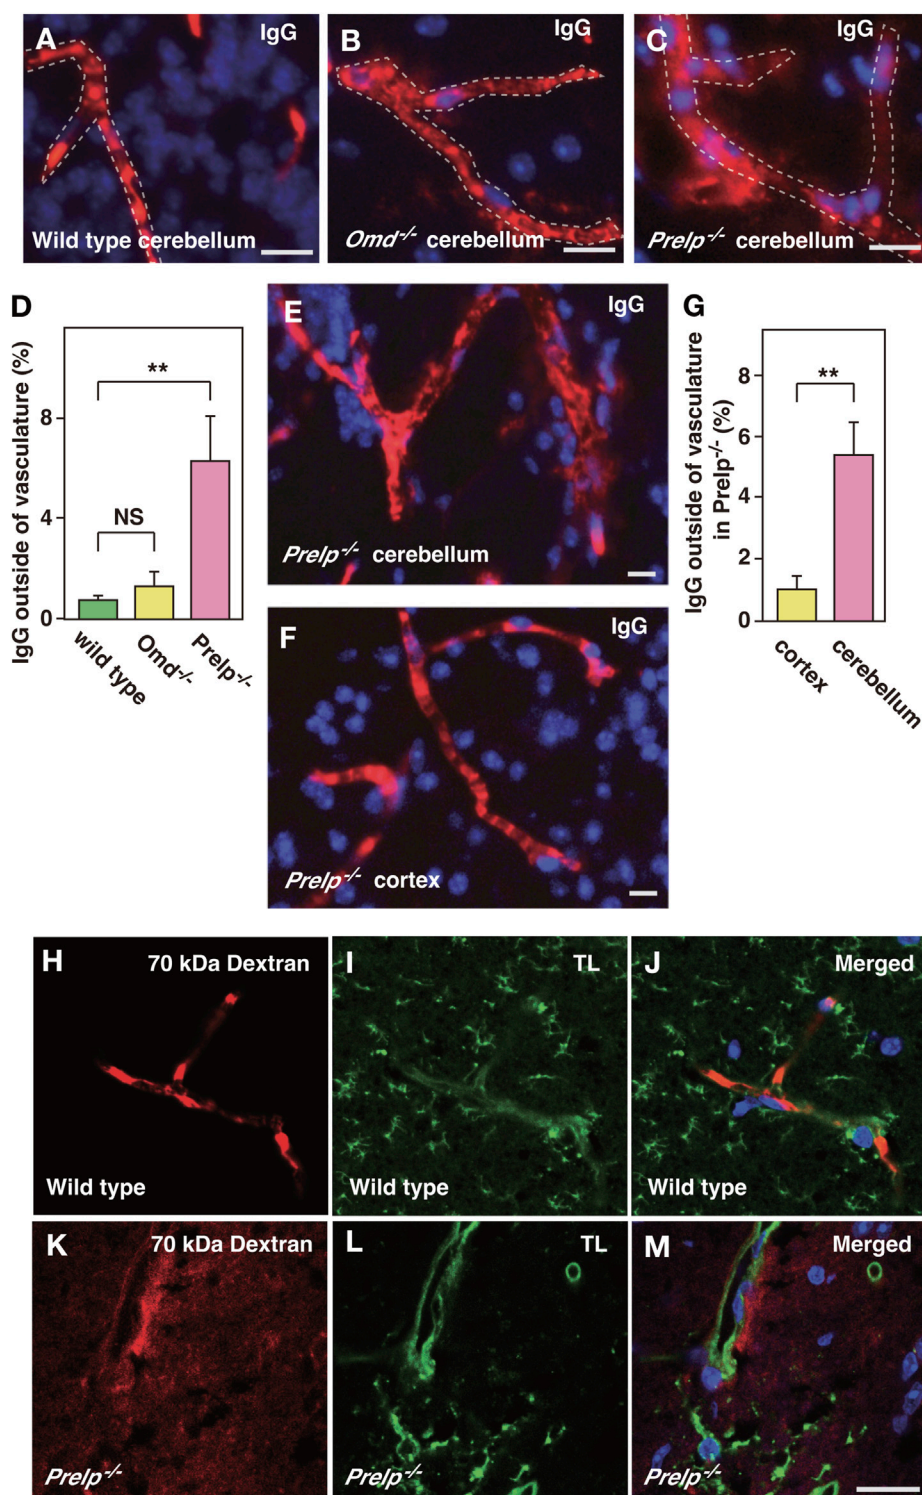 A
IgG
Wild type cerebellum
B
IgG
Omd-/- cerebellum
C
IgG
Prelp-/- cerebellum
D
IgG outside of vasculature (%)
8
4
0
**
NS
wild type
Omd-/-
Prelp-/-
E
IgG
Prelp-/- cerebellum
F
IgG
Prelp-/- cortex
G
IgG outside of vasculature
in Prelp-/- (%)
8
6
4
2
0
**
cortex
cerebellum
H
70 kDa Dextran
Wild type
I
TL
Wild type
J
Merged
Wild type
K
70 kDa Dextran
Prelp-/-
L
TL
M
Merged
Prelp-/-
Prelp-/-